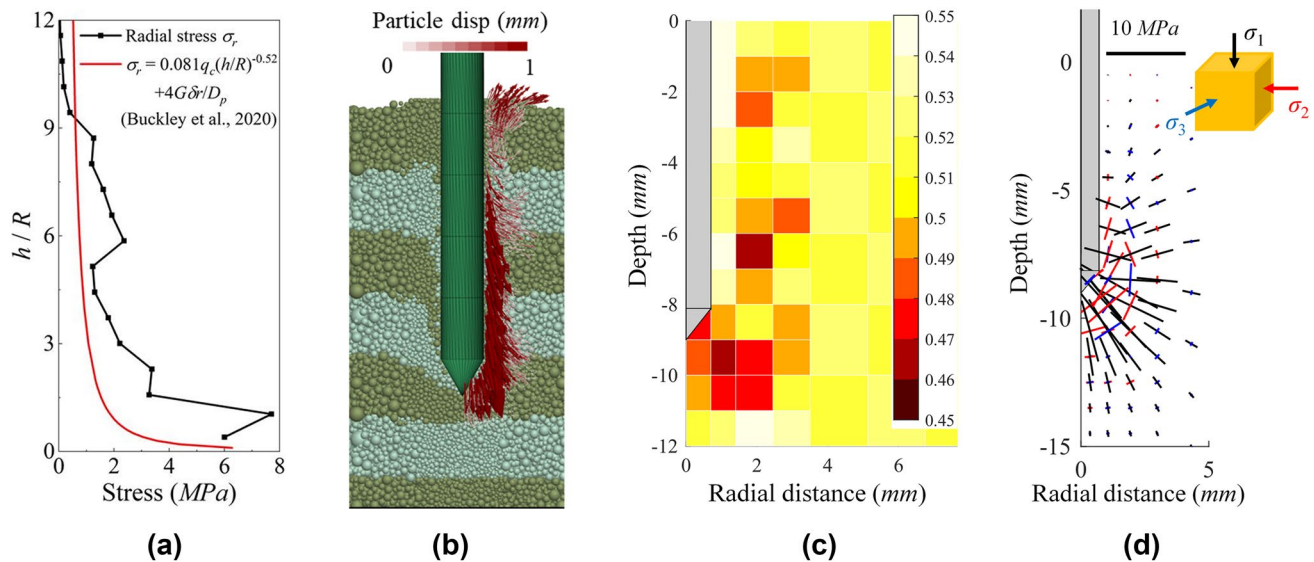 12
9
6
3
0
h / R
Radial stress σr
σr = 0.081qc(h/R)-0.52
+4Gδr/Dp
(Buckley et al., 2020)
0 2 4 6 8
Stress (MPa)
(a)
Particle disp (mm)
0 1
(b)
0
-2
-4
-6
-8
-10
-12
Depth (mm)
0 2 4 6
Radial distance (mm)
0.55
0.54
0.53
0.52
0.51
0.5
0.49
0.48
0.47
0.46
0.45
(c)
10 MPa
σ1
σ2
σ3
0
-5
-10
-15
Depth (mm)
0 5
Radial distance (mm)
(d)